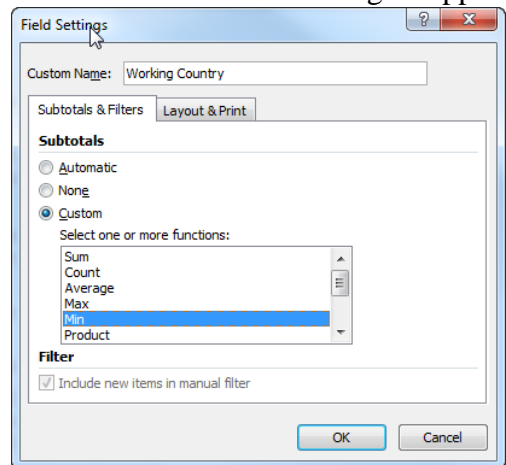 Field Settings
Custom Name: Working Country
Subtotals & Filters Layout & Print
Subtotals
Automatic
None
Custom
Select one or more functions:
Sum
Count
Average
Max
Min
Product
Filter
Include new items in manual filter
OK Cancel